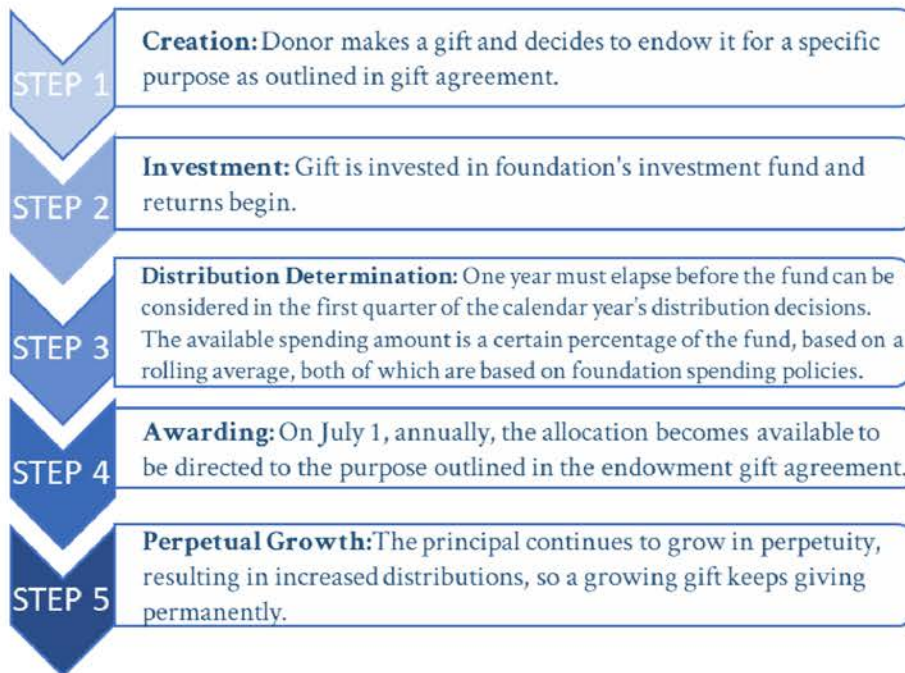 STEP 1
Creation: Donor makes a gift and decides to endow it for a specific
purpose as outlined in gift agreement.
STEP 2
Investment: Gift is invested in foundation's investment fund and
returns begin.
STEP 3
Distribution Determination: One year must elapse before the fund can be
considered in the first quarter of the calendar year's distribution decisions.
The available spending amount is a certain percentage of the fund, based on a
rolling average, both of which are based on foundation spending policies.
STEP 4
Awarding: On July 1, annually, the allocation becomes available to
be directed to the purpose outlined in the endowment gift agreement.
STEP 5
Perpetual Growth:The principal continues to grow in perpetuity,
resulting in increased distributions, so a growing gift keeps giving
permanently.